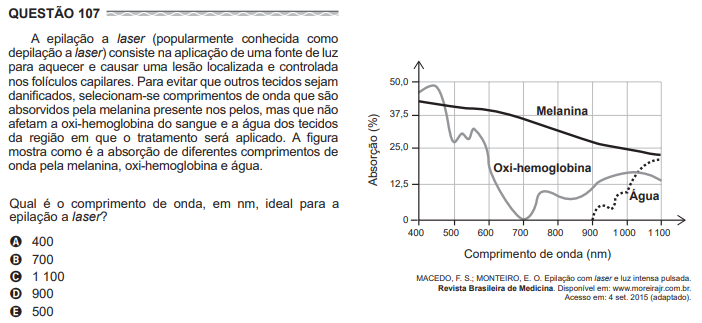 QUESTÃO 107
A epilação a laser (popularmente conhecida como
depilação a laser) consiste na aplicação de uma fonte de luz
para aquecer e causar uma lesão localizada e controlada
nos folículos capilares. Para evitar que outros tecidos sejam
danificados, selecionam-se comprimentos de onda que são
absorvidos pela melanina presente nos pelos, mas que não
afetam a oxi-hemoglobina do sangue e a água dos tecidos
da região em que o tratamento será aplicado. A figura
mostra como é a absorção de diferentes comprimentos de
onda pela melanina, oxi-hemoglobina e água.
Qual é o comprimento de onda, em nm, ideal para a
epilação a laser?
A 400
B 700
C 1 100
D 900
E 500
Absorção (%)
50,0
37,5
25,0
12,5
0
Melanina
Oxi-hemoglobina
Água
400 500 600 700 800 900 1 000 1 100
Comprimento de onda (nm)
MACEDO, F. S.; MONTEIRO, E. O. Epilação com laser e luz intensa pulsada.
Revista Brasileira de Medicina. Disponível em: www.moreirajr.com.br.
Acesso em: 4 set. 2015 (adaptado).